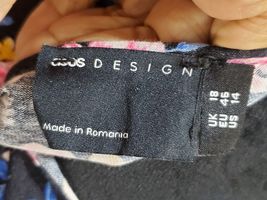 asos DESIGN
Made in Romania
UK 18
EU 46
US 14